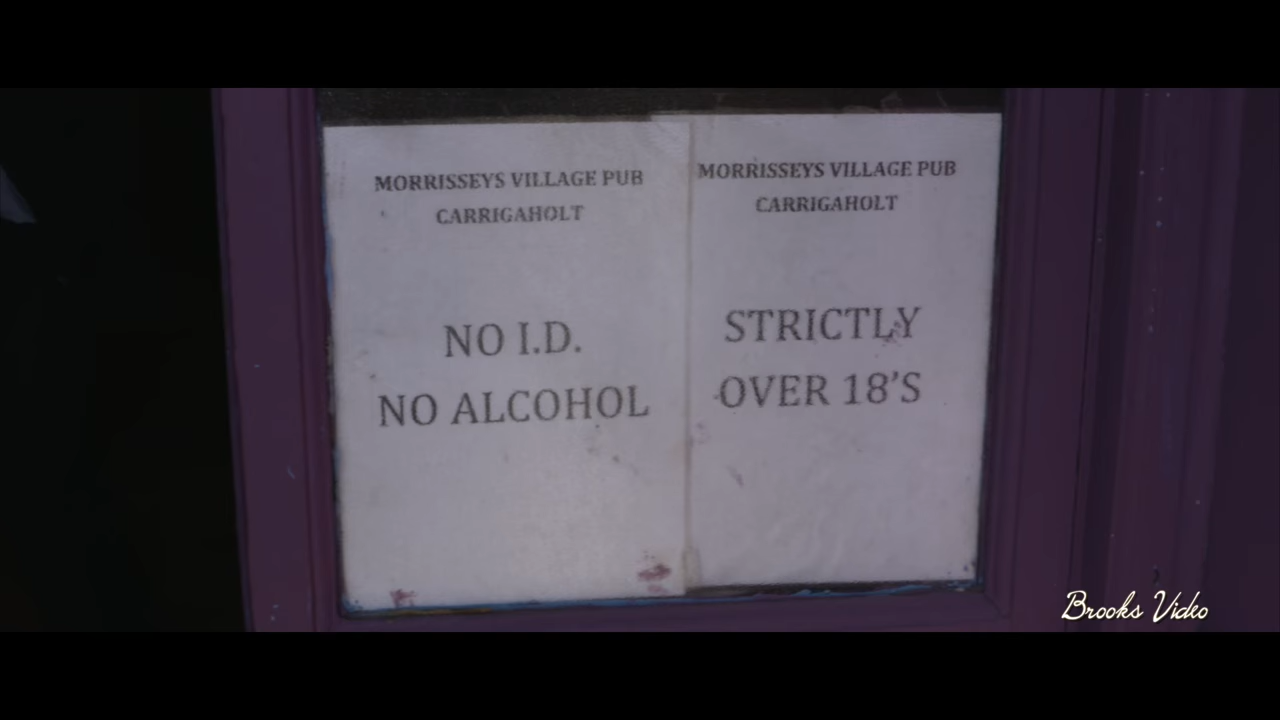 MORRISSEYS VILLAGE PUB
CARRIGAHOLT
NO I.D.
NO ALCOHOL
MORRISSEYS VILLAGE PUB
CARRIGAHOLT
STRICTLY
OVER 18'S
Brooks Video